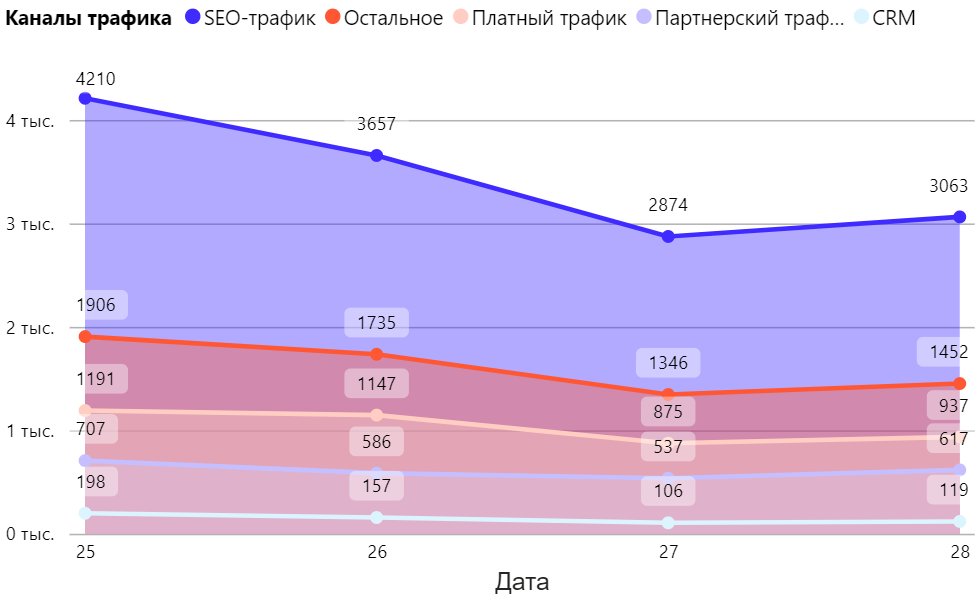 Каналы трафика SEO-трафик Остальное Платный трафик Партнерский траф... CRM
4210
4 тыс.
3657
3063
2874
3 тыс.
1906
2 тыс.
1735
1452
1346
1191
1147
937
875
1 тыс.
707
617
586
537
198
157
119
106
0 тыс.
25 26 27 28
Дата